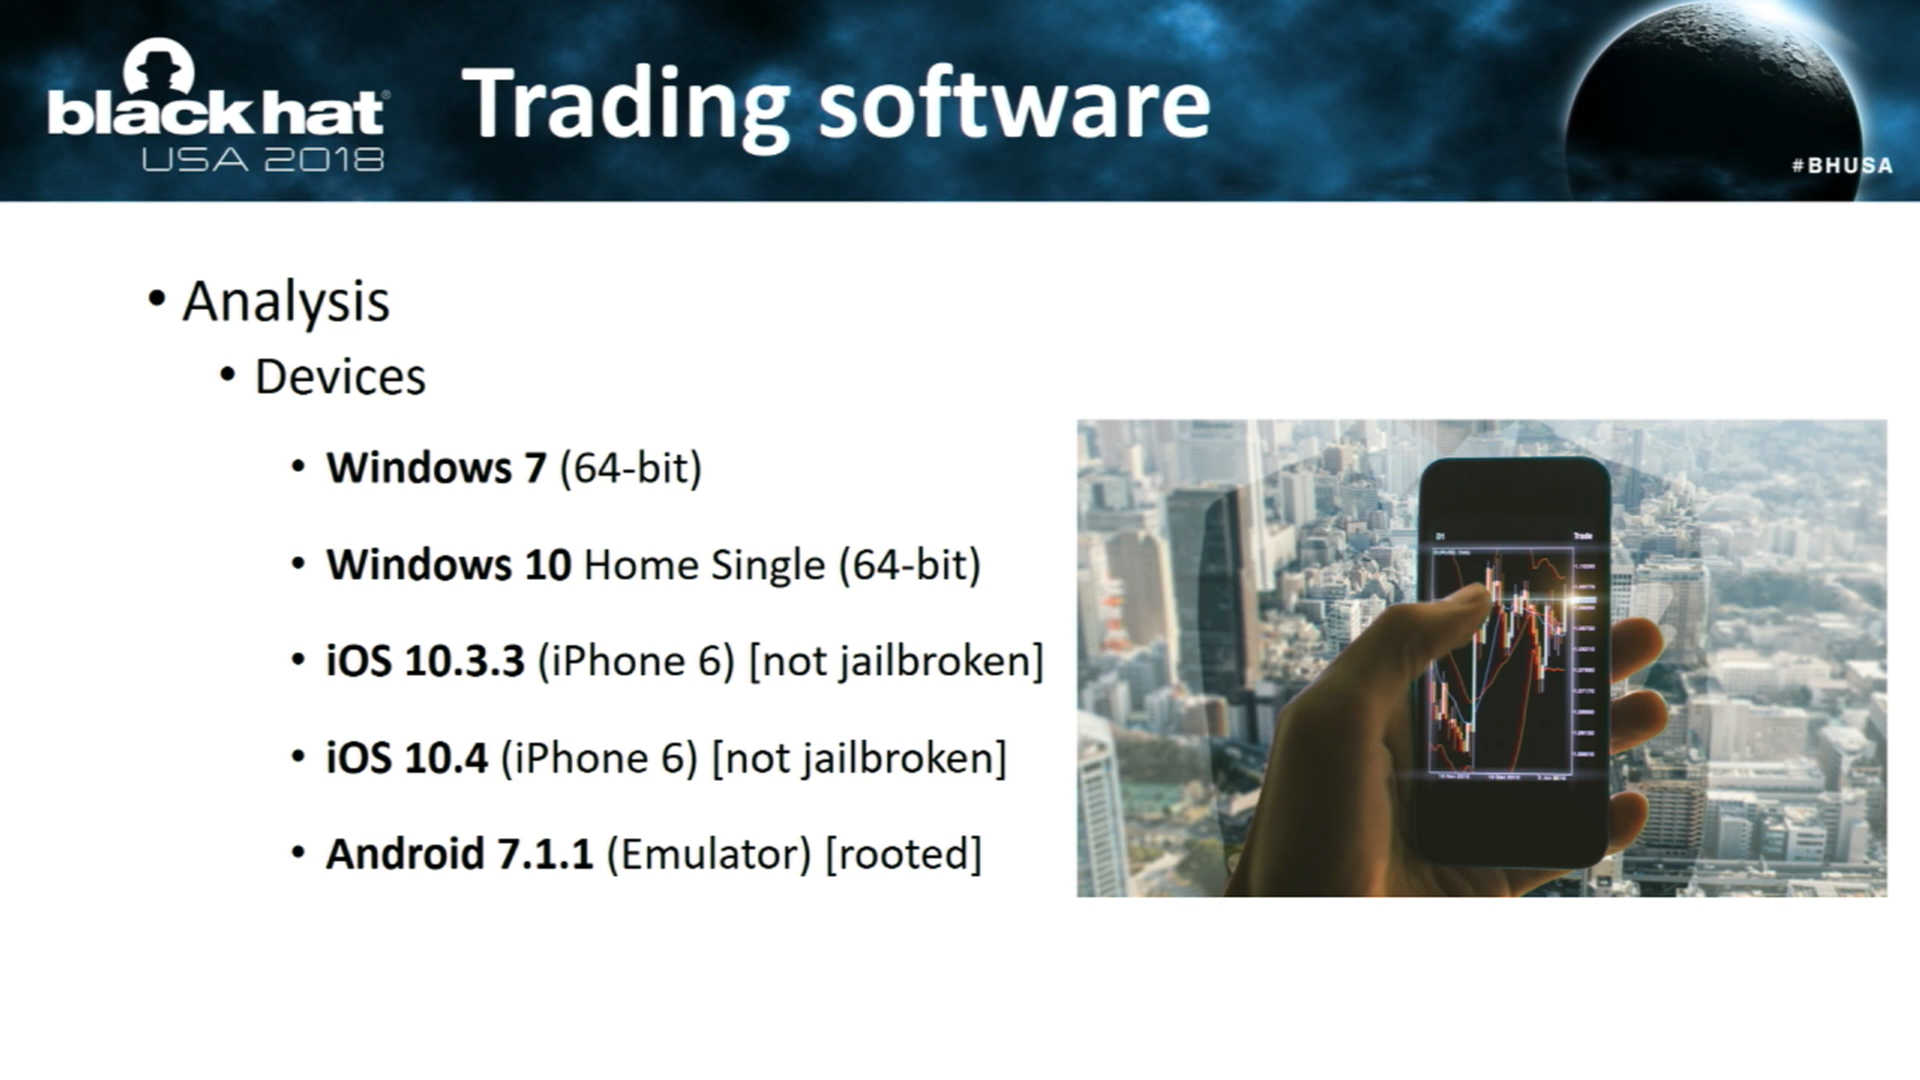 black hat®
USA 2018
Trading software
#BHUSA
• Analysis
• Devices
• Windows 7 (64-bit)
• Windows 10 Home Single (64-bit)
• iOS 10.3.3 (iPhone 6) [not jailbroken]
• iOS 10.4 (iPhone 6) [not jailbroken]
• Android 7.1.1 (Emulator) [rooted]
D1
Trade